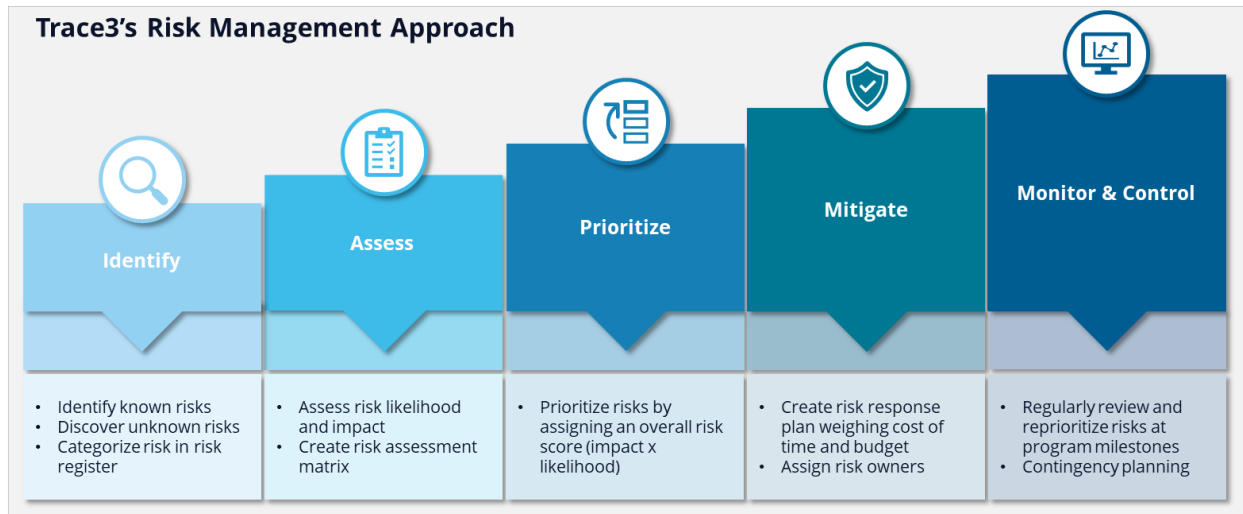 Trace3's Risk Management Approach
Identify
Assess
Prioritize
Mitigate
Monitor & Control
• Identify known risks
• Discover unknown risks
• Categorize risk in risk
register
• Assess risk likelihood
and impact
• Create risk assessment
matrix
• Prioritize risks by
assigning an overall risk
score (impact x
likelihood)
• Create risk response
plan weighing cost of
time and budget
• Assign risk owners
• Regularly review and
reprioritize risks at
program milestones
• Contingency planning